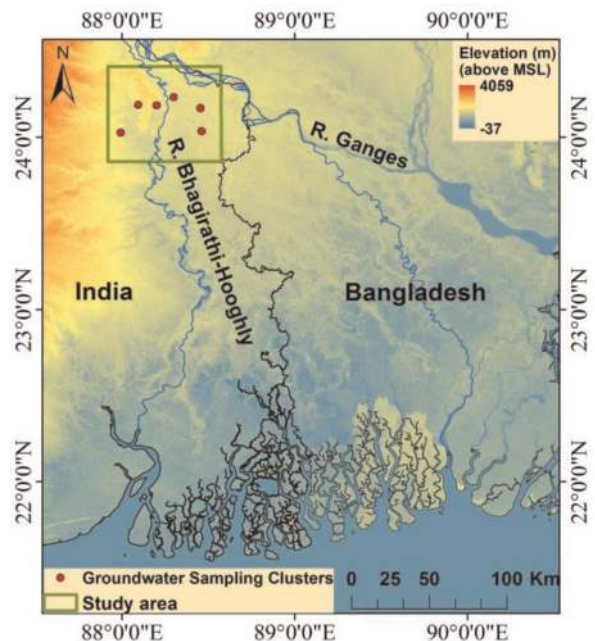 88°0'0"E 89°0'0"E 90°0'0"E
N
Elevation (m)
(above MSL)
4059
-37
24°0'0"N
24°0'0"N
R. Ganges
R. Bhagirathi-Hooghly
India
Bangladesh
23°0'0"N
23°0'0"N
22°0'0"N
22°0'0"N
Groundwater Sampling Clusters
Study area
0 25 50 100 Km
88°0'0"E 89°0'0"E 90°0'0"E